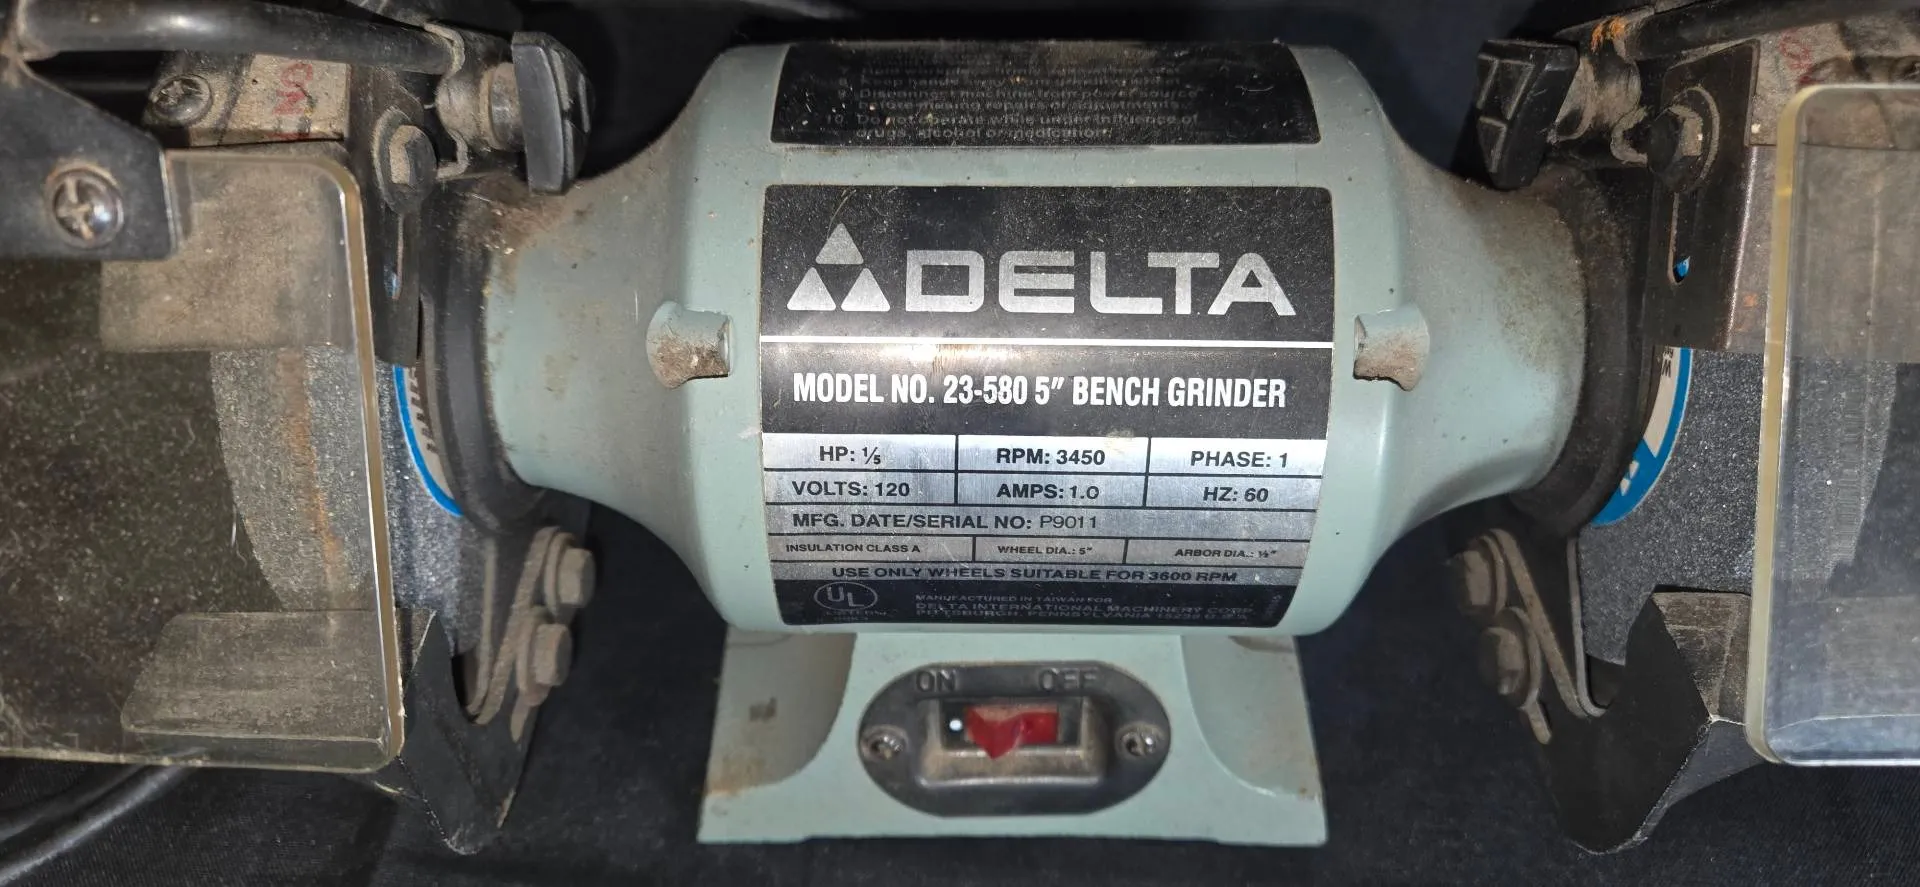 9. Disconnect machine from power source
before making repairs or adjustments.
10. Do not operate while under influence of
drugs, alcohol or medication.
DELTA
MODEL NO. 23-580 5" BENCH GRINDER
HP: 1/5 RPM: 3450 PHASE: 1
VOLTS: 120 AMPS: 1.0 HZ: 60
MFG. DATE/SERIAL NO: P9011
INSULATION CLASS A WHEEL DIA.: 5" ARBOR DIA.: ½"
USE ONLY WHEELS SUITABLE FOR 3600 RPM
UL
MANUFACTURED IN TAIWAN FOR
DELTA INTERNATIONAL MACHINERY CORP.
PITTSBURGH, PENNSYLVANIA 15238 U.S.A.
ON OFF